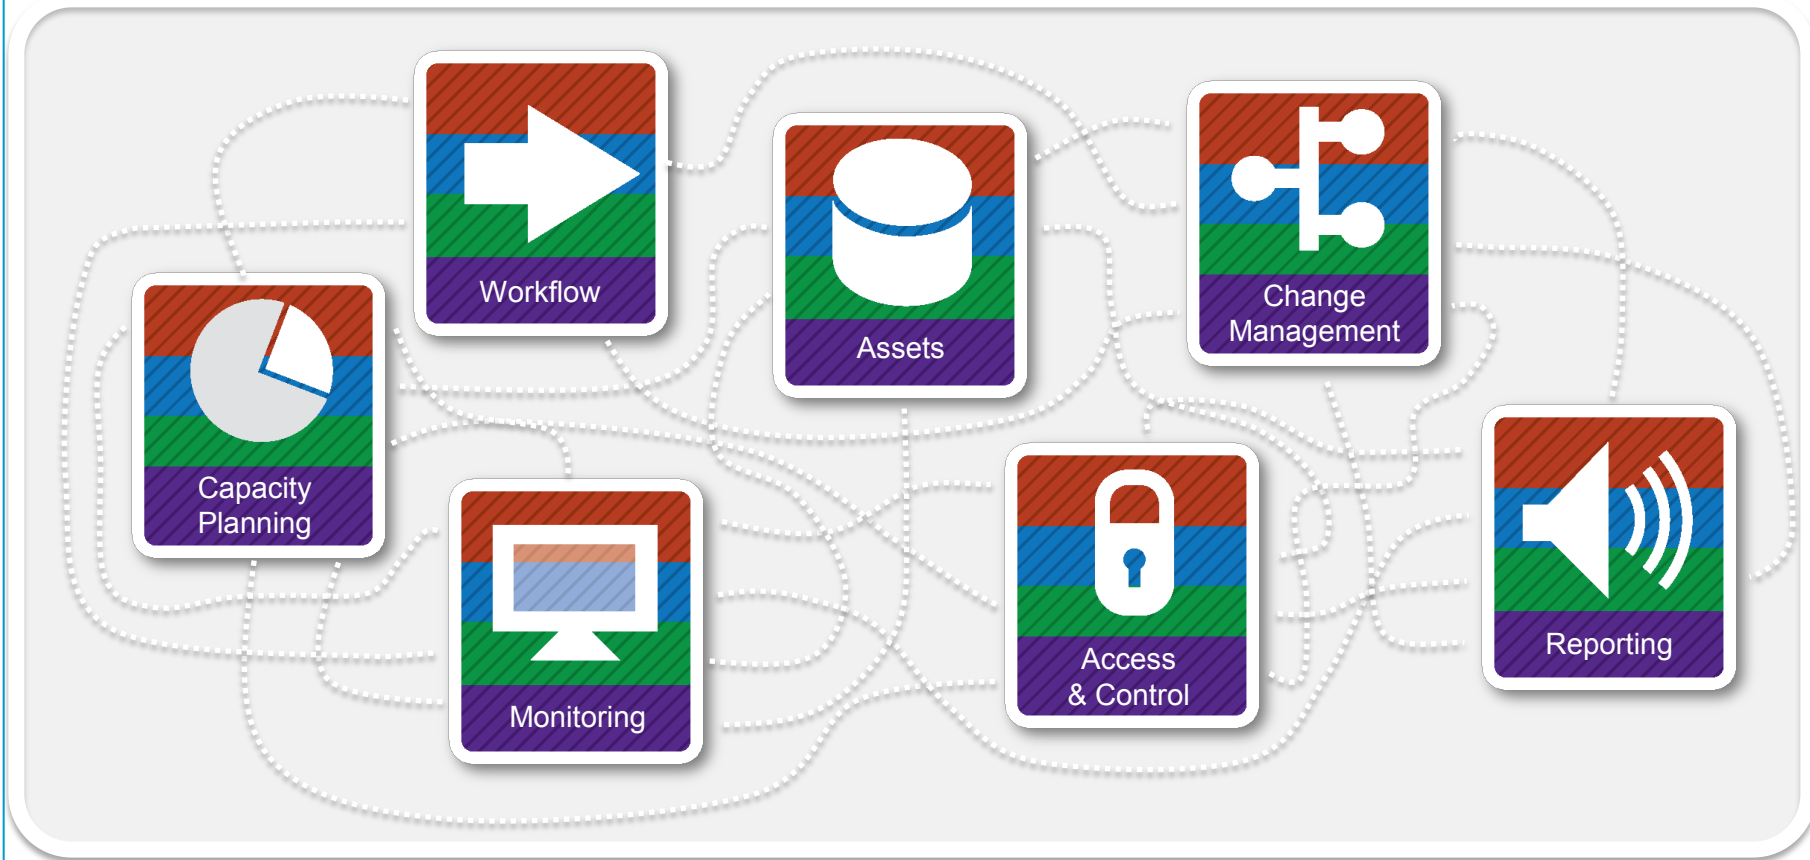 Workflow
Assets
Change
Management
Capacity
Planning
Monitoring
Access
& Control
Reporting